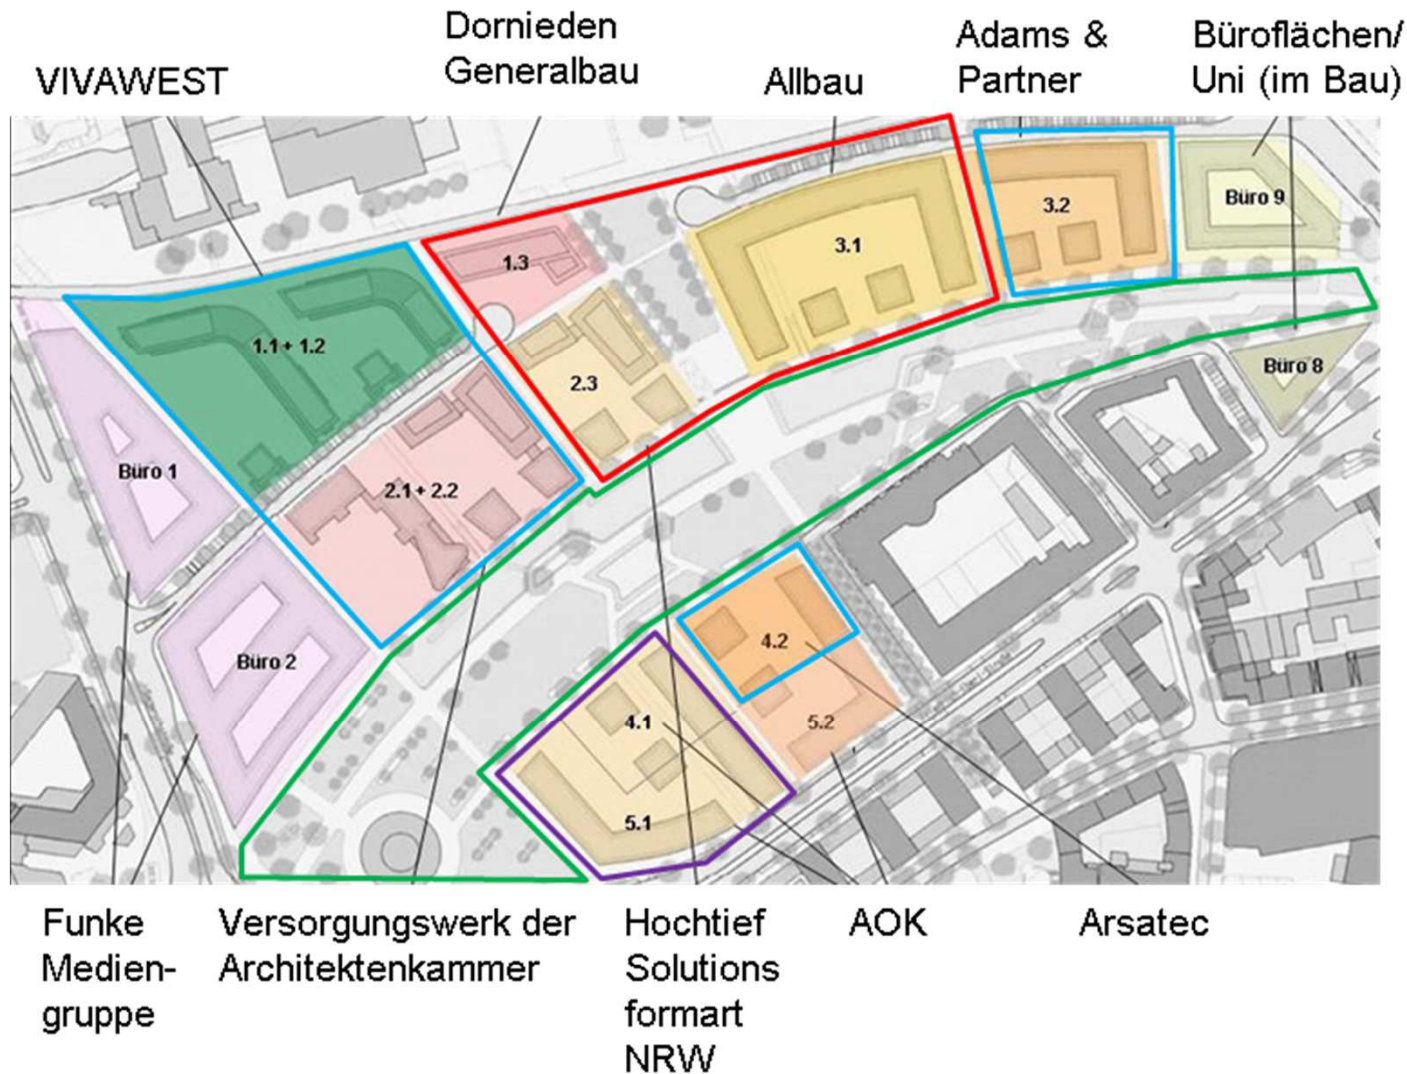 VIVAWEST
Dornieden
Generalbau
Allbau
Adams &
Partner
Büroflächen/
Uni (im Bau)
1.3
3.1
3.2
Büro 9
1.1 + 1.2
2.3
Büro 8
Büro 1
2.1 + 2.2
Büro 2
4.2
4.1
5.2
5.1
Funke
Medien-
gruppe
Versorgungswerk der
Architektenkammer
Hochtief
Solutions
formart
NRW
AOK
Arsatec